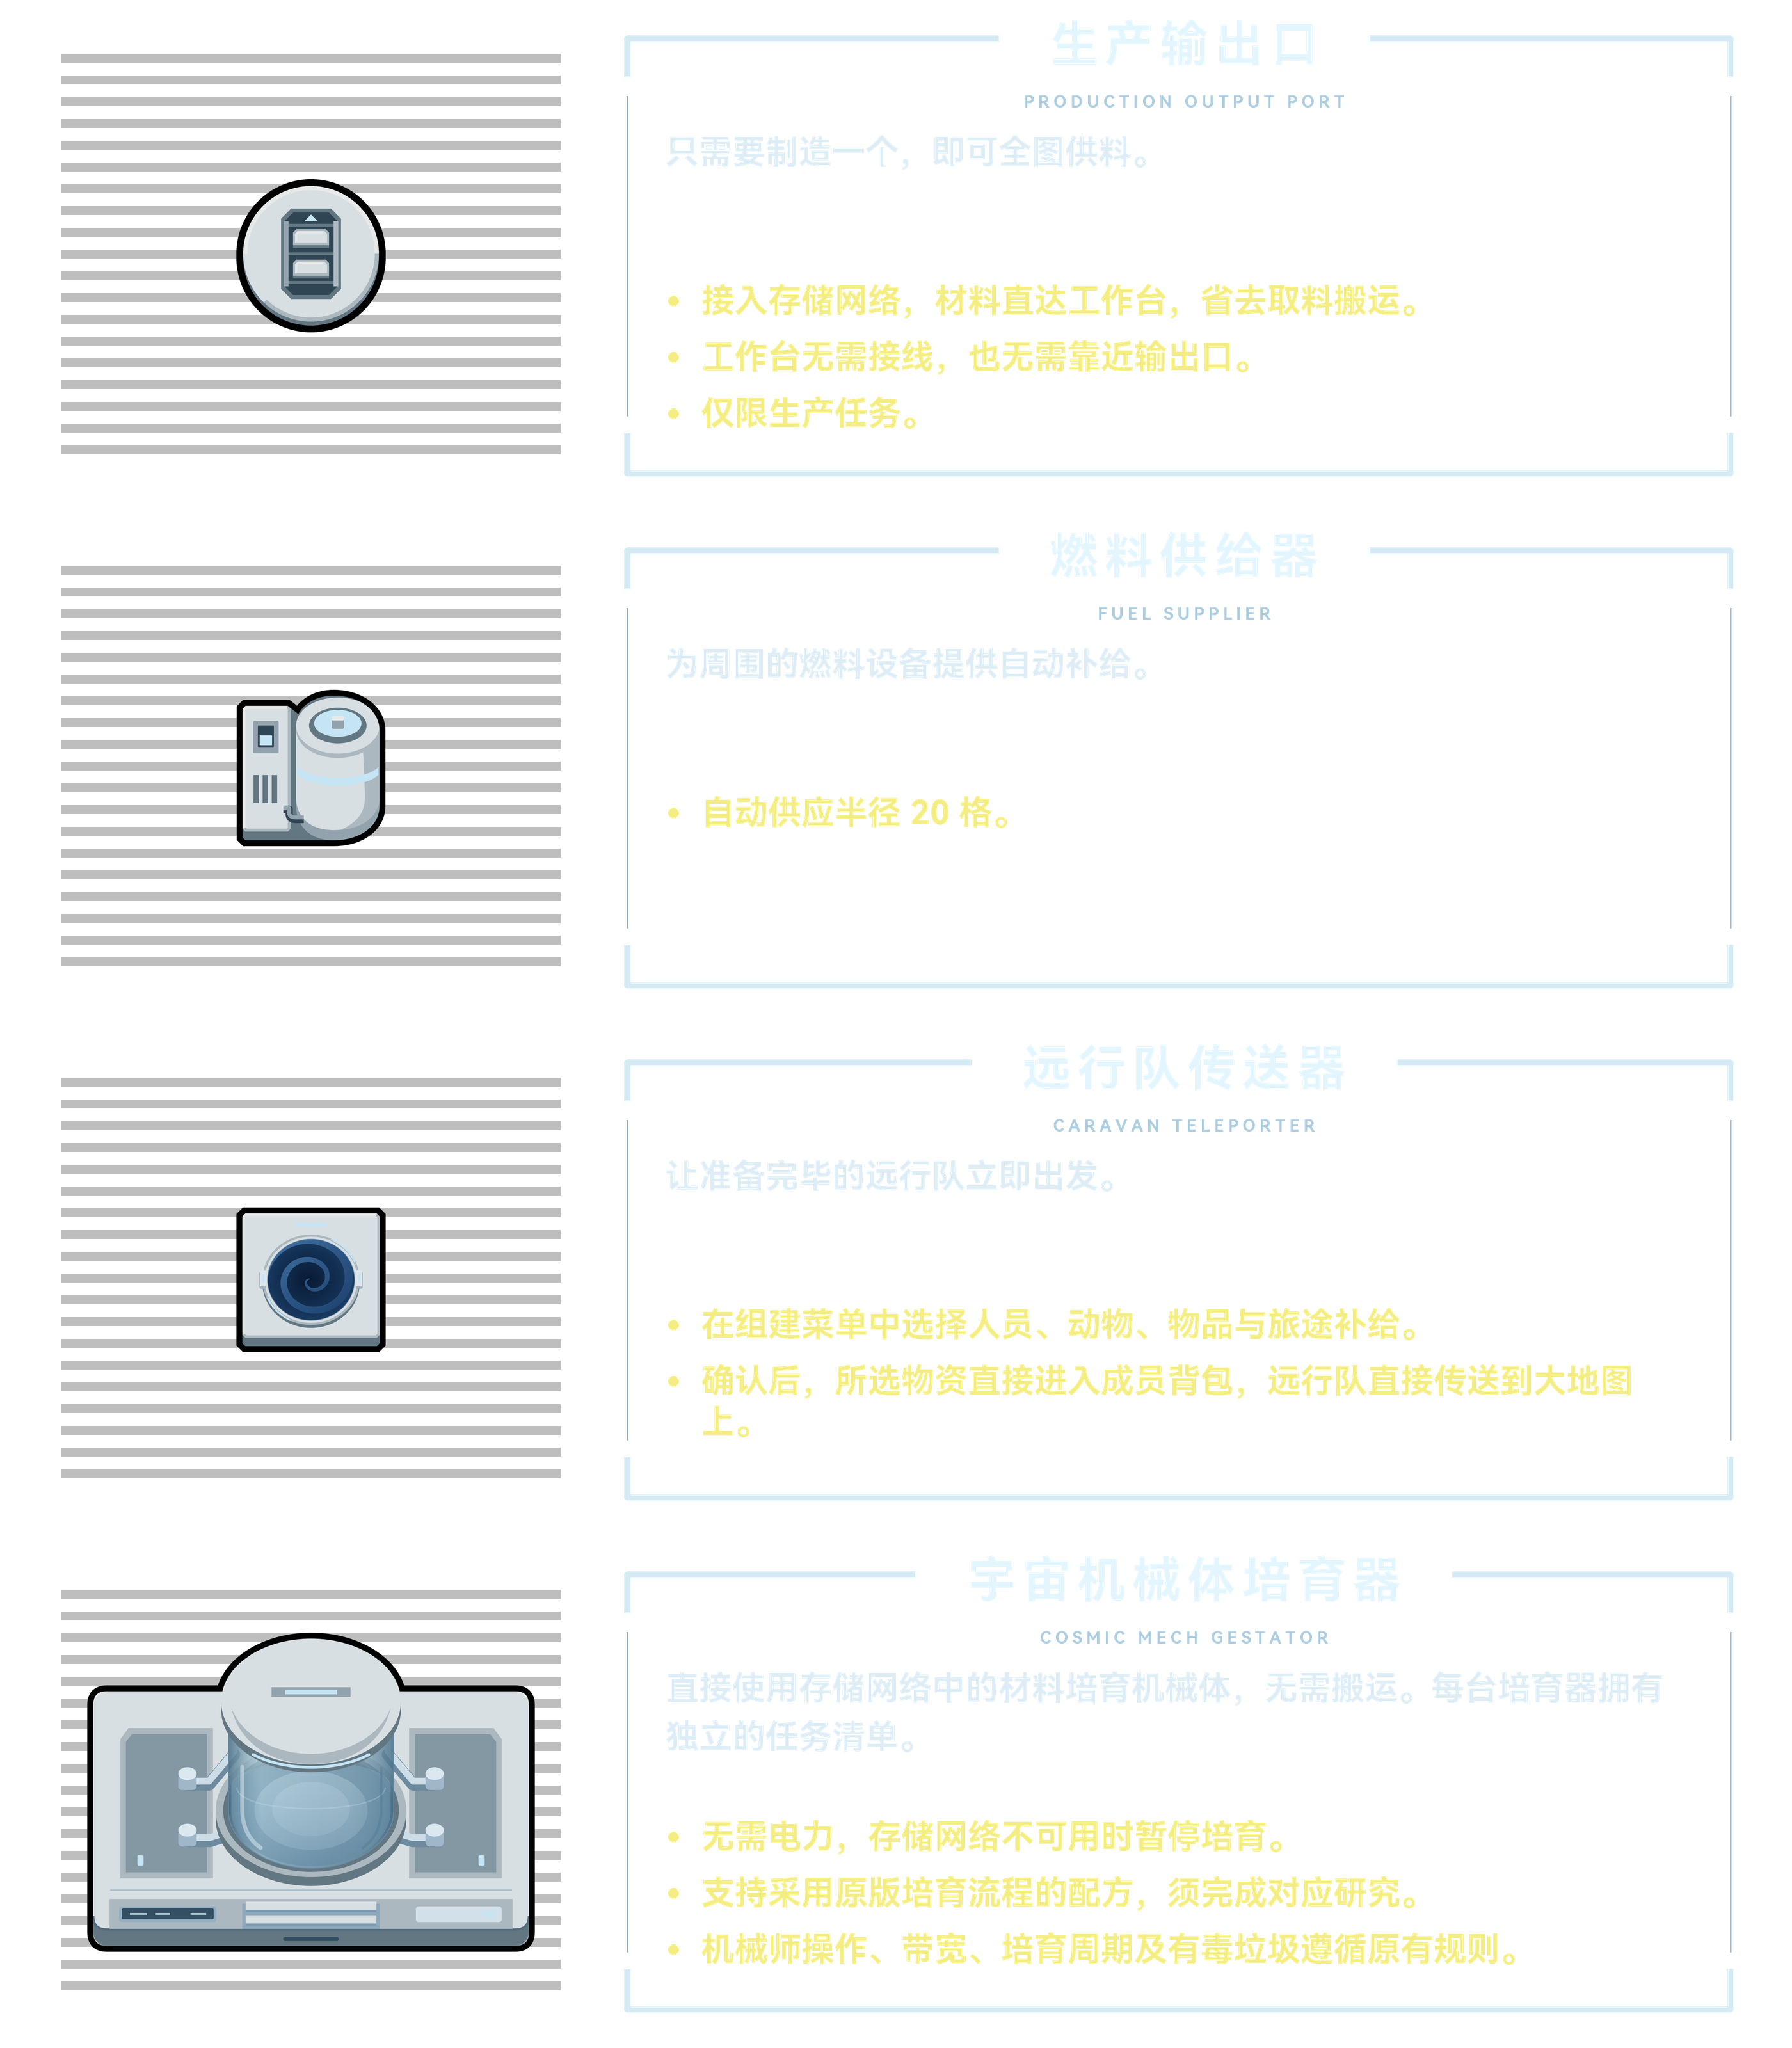 生产输出口
PRODUCTION OUTPUT PORT
只需要制造一个，即可全图供料。
• 接入存储网络，材料直达工作台，省去取料搬运。
• 工作台无需接线，也无需靠近输出口。
• 仅限生产任务。
燃料供给器
FUEL SUPPLIER
为周围的燃料设备提供自动补给。
• 自动供应半径 20 格。
远行队传送器
CARAVAN TELEPORTER
让准备完毕的远行队立即出发。
• 在组建菜单中选择人员、动物、物品与旅途补给。
• 确认后，所选物资直接进入成员背包，远行队直接传送到大地图
上。
宇宙机械体培育器
COSMIC MECH GESTATOR
直接使用存储网络中的材料培育机械体，无需搬运。每台培育器拥有
独立的任务清单。
• 无需电力，存储网络不可用时暂停培育。
• 支持采用原版培育流程的配方，须完成对应研究。
• 机械师操作、带宽、培育周期及有毒垃圾遵循原有规则。